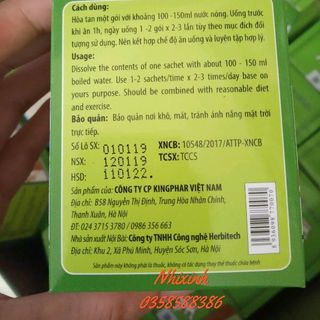 Cách dùng:
Hòa tan một gói với khoảng 100 -150ml nước nóng. Uống trước
khi ăn 1h, ngày uống 1-2 gói x 2-3 lần tùy theo mục đích đối
tượng sử dụng. Nên kết hợp chế độ ăn uống và luyện tập hợp lý.
Usage:
Dissolve the contents of one sachet with about 100 - 150 ml
boiled water. Use 1-2 sachets/time x 2-3 times/day base on
yours purpose. Should be combined with reasonable diet
and exercise.
Bảo quản: Bảo quản nơi khô, mát, tránh ánh nắng mặt trời
trực tiếp.
Số Lô SX: 010119 XNCB: 10548/2017/ATTP-XNCB
NSX: 120119 TCSX: TCCS
HSD: 110122.
Sản phẩm của: CÔNG TY CP KINGPHAR VIỆT NAM
Địa chỉ: B58 Nguyễn Thị Định, Trung Hòa Nhân Chính,
Thanh Xuân, Hà Nội
ĐT: 024 3715 3780 / 0986 356 663
Nhà sản xuất Nội Bài: Công ty TNHH Công nghệ Herbitech
Địa chỉ: Khu 2, Xã Phú Minh, Huyện Sóc Sơn, Hà Nội
Sản phẩm này không phải là thuốc, không có tác dụng thay thế thuốc chữa bệnh
Nhixinh
0358588386